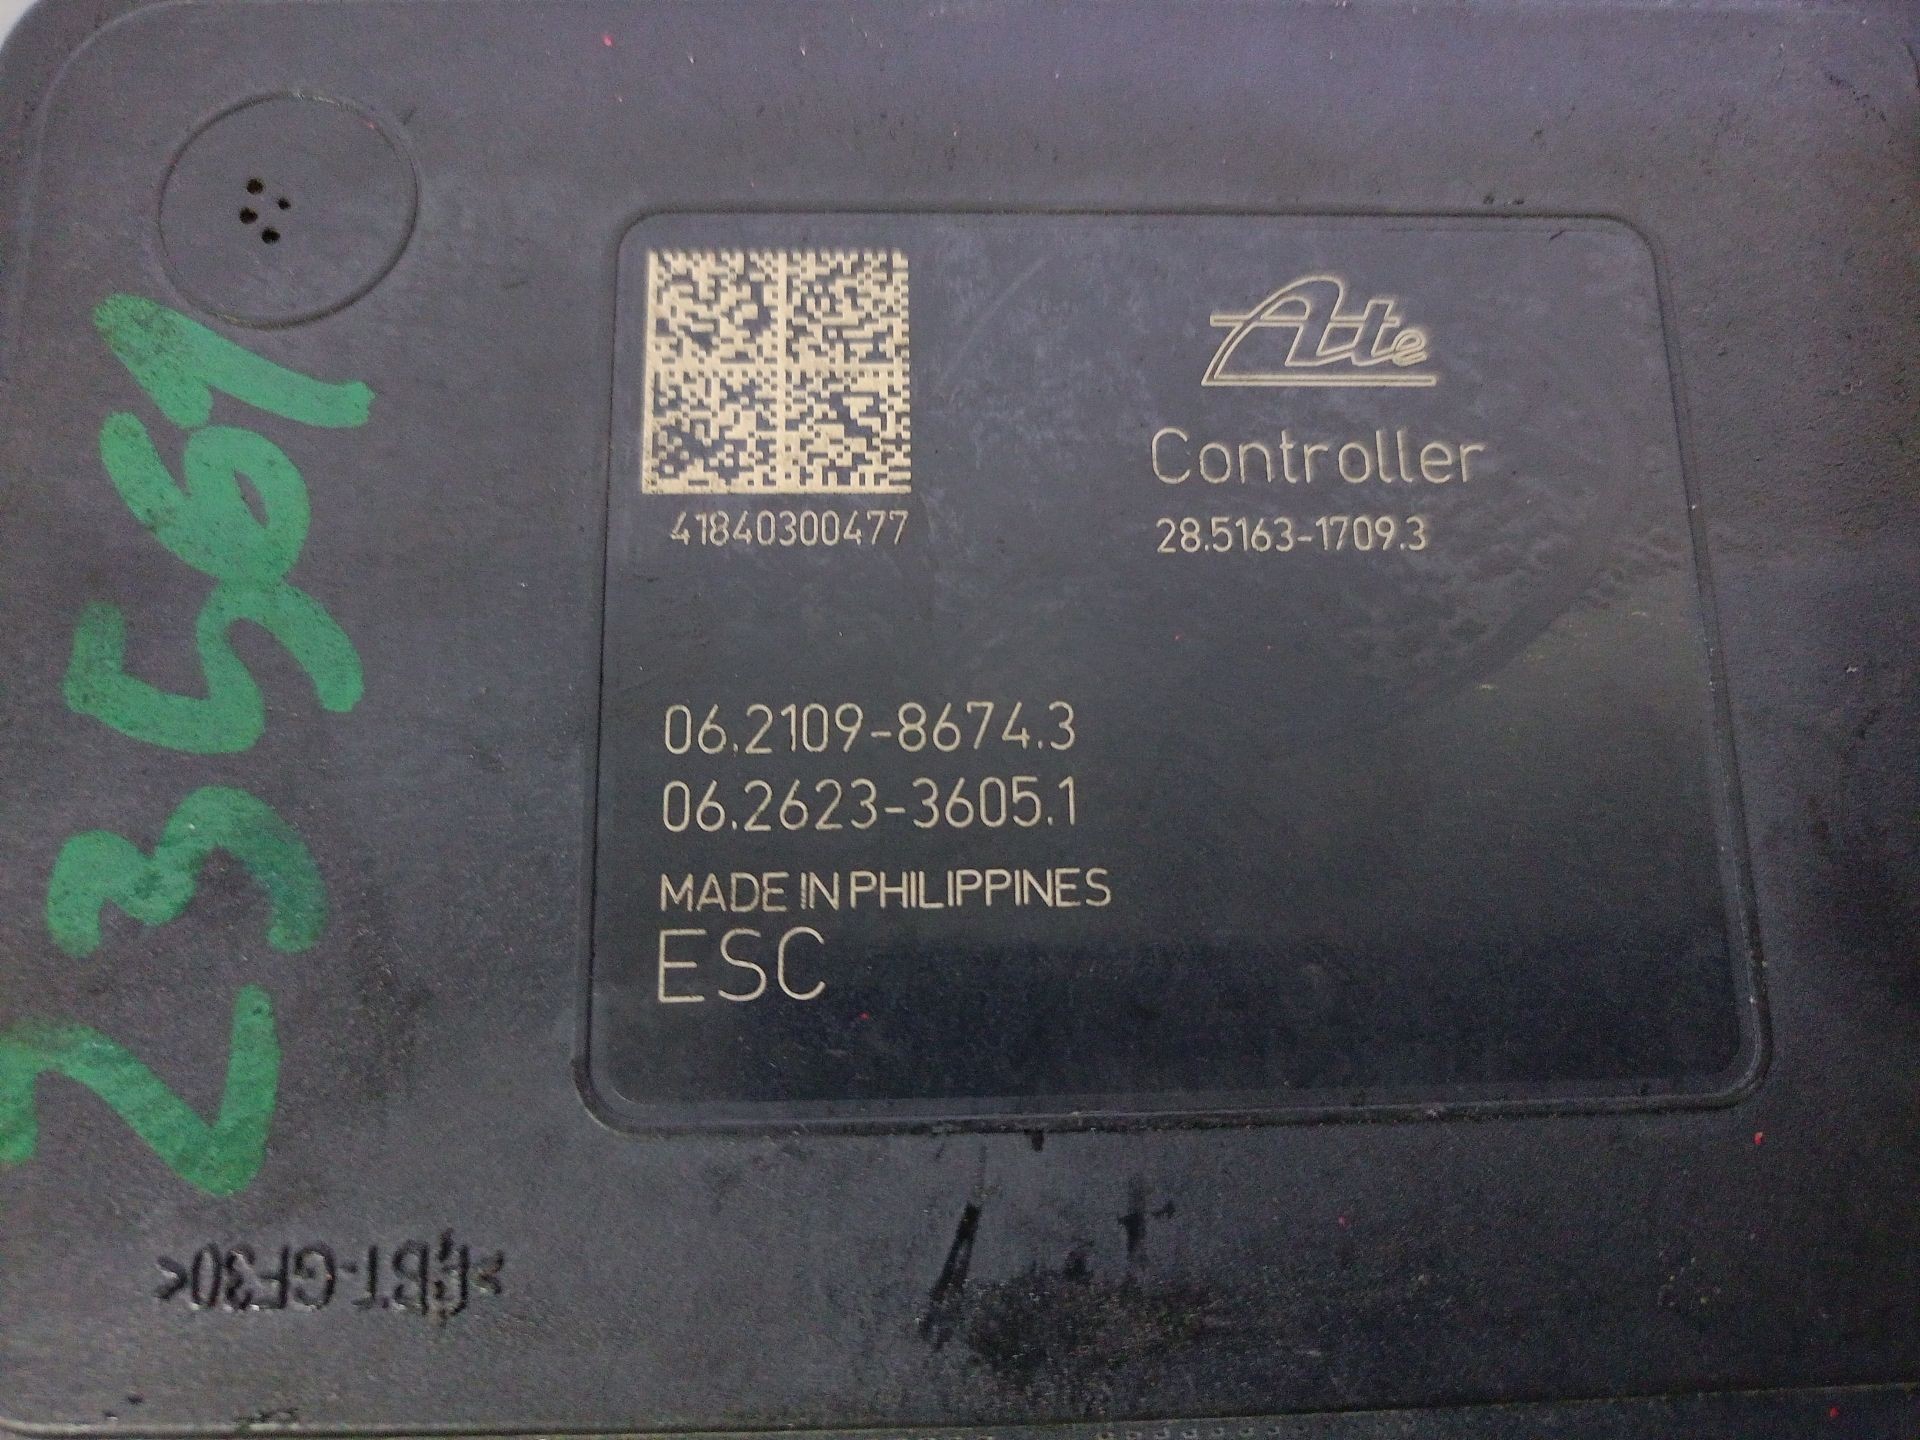 Ate
Controller
41840300477
28.5163-1709.3
06.2109-8674.3
06.2623-3605.1
MADE IN PHILIPPINES
ESC
23561
>PBT-GF30<